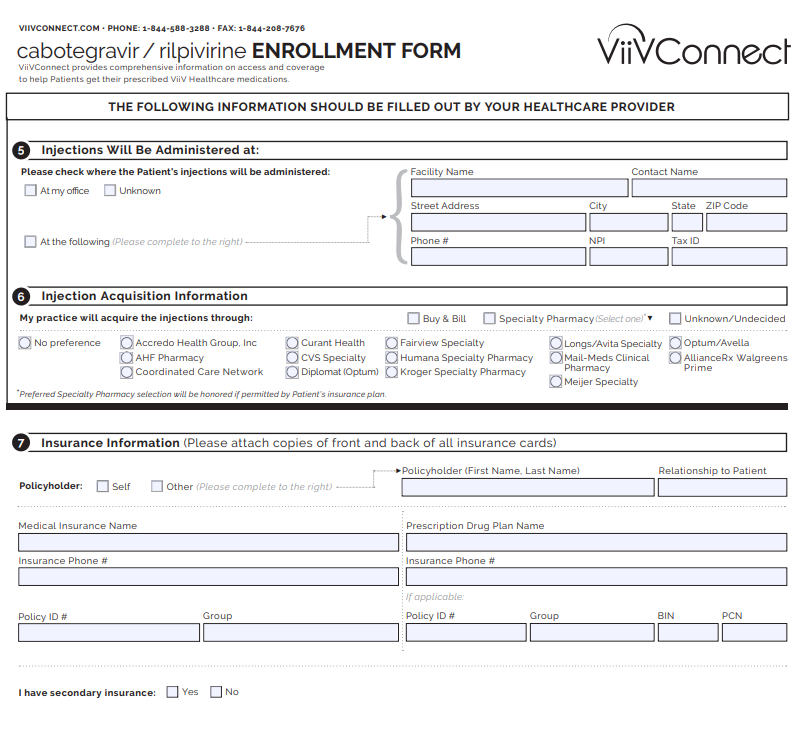 VIIVCONNECT.COM • PHONE: 1-844-588-3288 • FAX: 1-844-208-7676
cabotegravir / rilpivirine ENROLLMENT FORM
ViiVConnect
ViiVConnect provides comprehensive information on access and coverage
to help Patients get their prescribed ViiV Healthcare medications.
THE FOLLOWING INFORMATION SHOULD BE FILLED OUT BY YOUR HEALTHCARE PROVIDER
5 Injections Will Be Administered at:
Please check where the Patient's injections will be administered:
At my office Unknown
At the following (Please complete to the right)
Facility Name Contact Name
Street Address City State ZIP Code
Phone # NPI Tax ID
6 Injection Acquisition Information
My practice will acquire the injections through: Buy & Bill Specialty Pharmacy (Select one)* Unknown/Undecided
No preference Accredo Health Group, Inc Curant Health Fairview Specialty Longs/Avita Specialty Optum/Avella
AHF Pharmacy CVS Specialty Humana Specialty Pharmacy Mail-Meds Clinical Pharmacy AllianceRx Walgreens Prime
Coordinated Care Network Diplomat (Optum) Kroger Specialty Pharmacy Meijer Specialty
*Preferred Specialty Pharmacy selection will be honored if permitted by Patient's insurance plan.
7 Insurance Information (Please attach copies of front and back of all insurance cards)
Policyholder: Self Other (Please complete to the right)
Policyholder (First Name, Last Name) Relationship to Patient
Medical Insurance Name Prescription Drug Plan Name
Insurance Phone # Insurance Phone #
If applicable:
Policy ID # Group Policy ID # Group BIN PCN
I have secondary insurance: Yes No